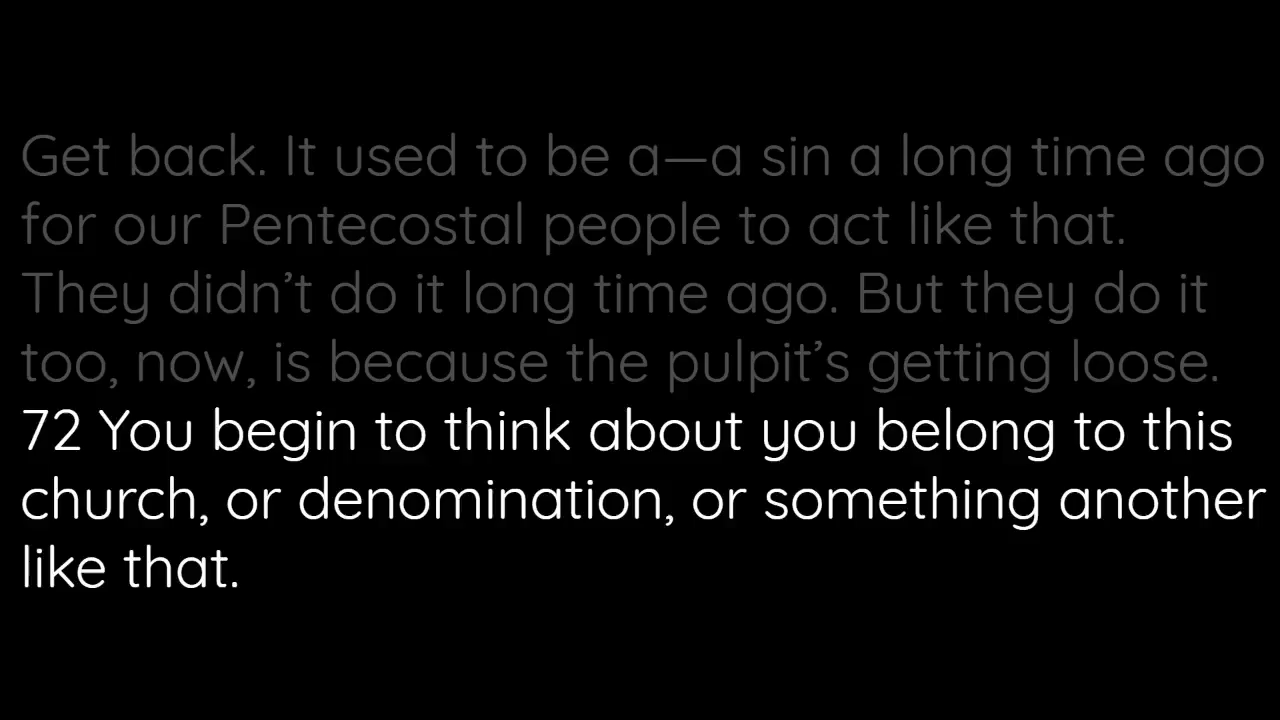 Get back. It used to be a—a sin a long time ago
for our Pentecostal people to act like that.
They didn’t do it long time ago. But they do it
too, now, is because the pulpit’s getting loose.
72 You begin to think about you belong to this
church, or denomination, or something another
like that.